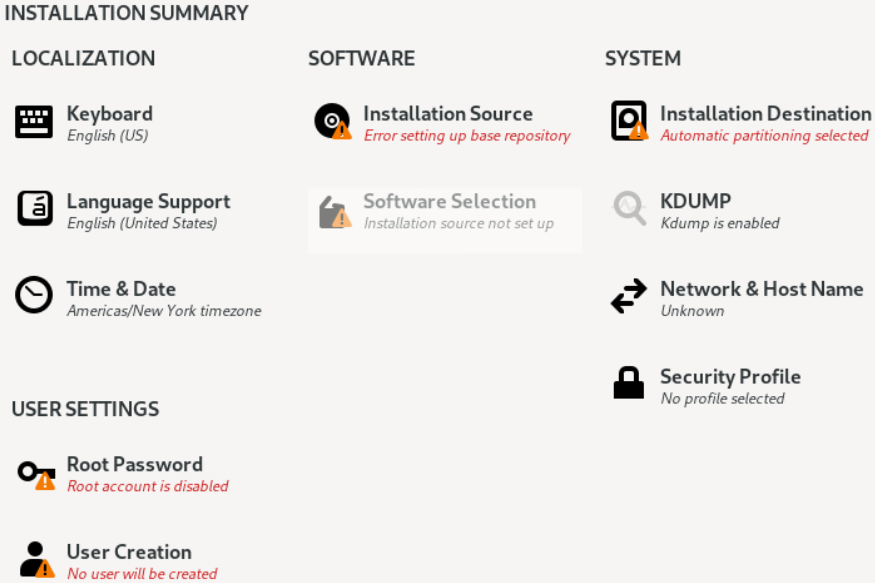 INSTALLATION SUMMARY
LOCALIZATION
Keyboard
English (US)
Language Support
English (United States)
Time & Date
Americas/New York timezone
SOFTWARE
Installation Source
Error setting up base repository
Software Selection
Installation source not set up
SYSTEM
Installation Destination
Automatic partitioning selected
KDUMP
Kdump is enabled
Network & Host Name
Unknown
Security Profile
No profile selected
USER SETTINGS
Root Password
Root account is disabled
User Creation
No user will be created